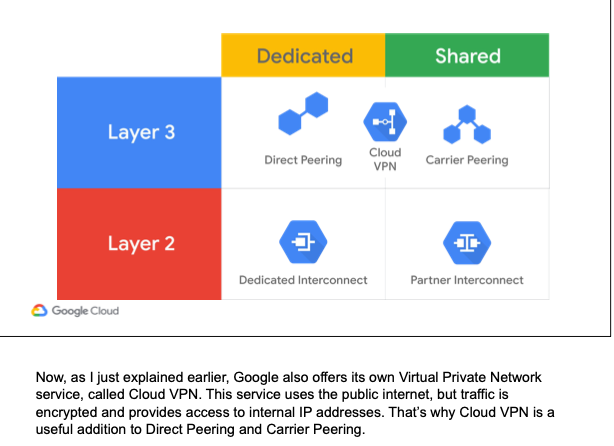 Dedicated
Shared
Layer 3
Direct Peering
Cloud
VPN
Carrier Peering
Layer 2
Dedicated Interconnect
Partner Interconnect
Google Cloud
Now, as I just explained earlier, Google also offers its own Virtual Private Network
service, called Cloud VPN. This service uses the public internet, but traffic is
encrypted and provides access to internal IP addresses. That’s why Cloud VPN is a
useful addition to Direct Peering and Carrier Peering.